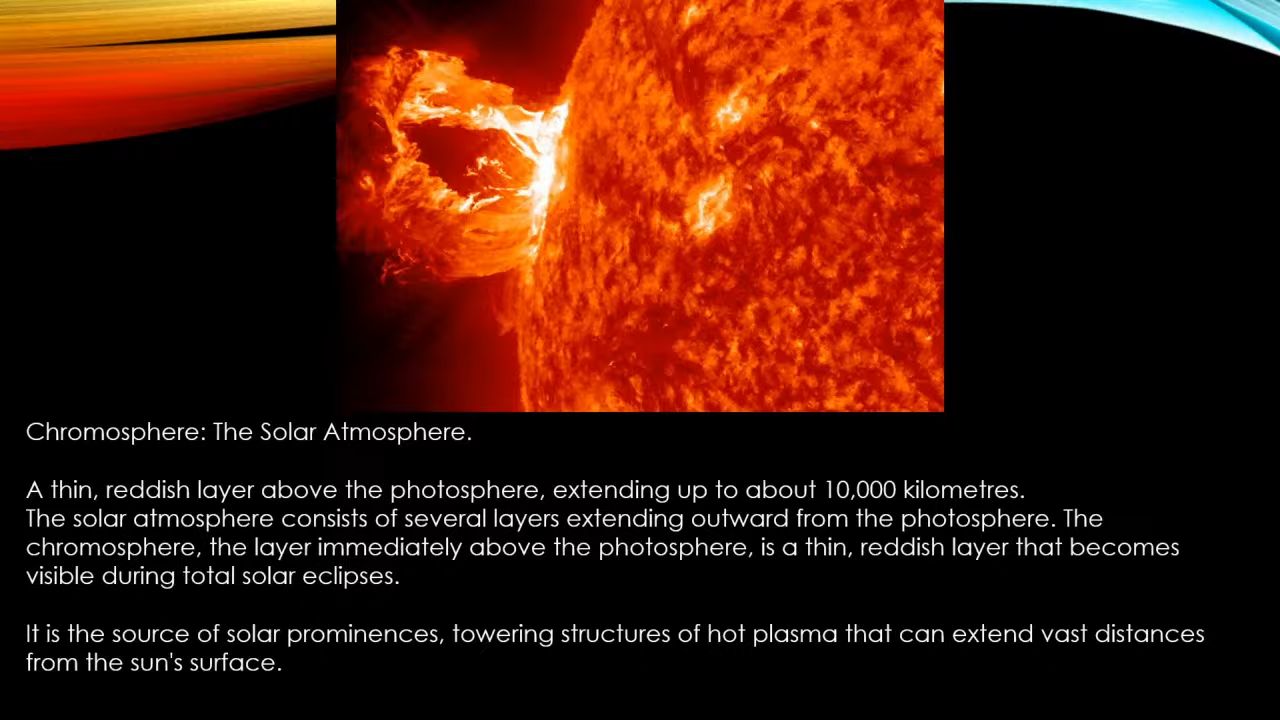 Chromosphere: The Solar Atmosphere.
A thin, reddish layer above the photosphere, extending up to about 10,000 kilometres.
The solar atmosphere consists of several layers extending outward from the photosphere. The
chromosphere, the layer immediately above the photosphere, is a thin, reddish layer that becomes
visible during total solar eclipses.
It is the source of solar prominences, towering structures of hot plasma that can extend vast distances
from the sun's surface.